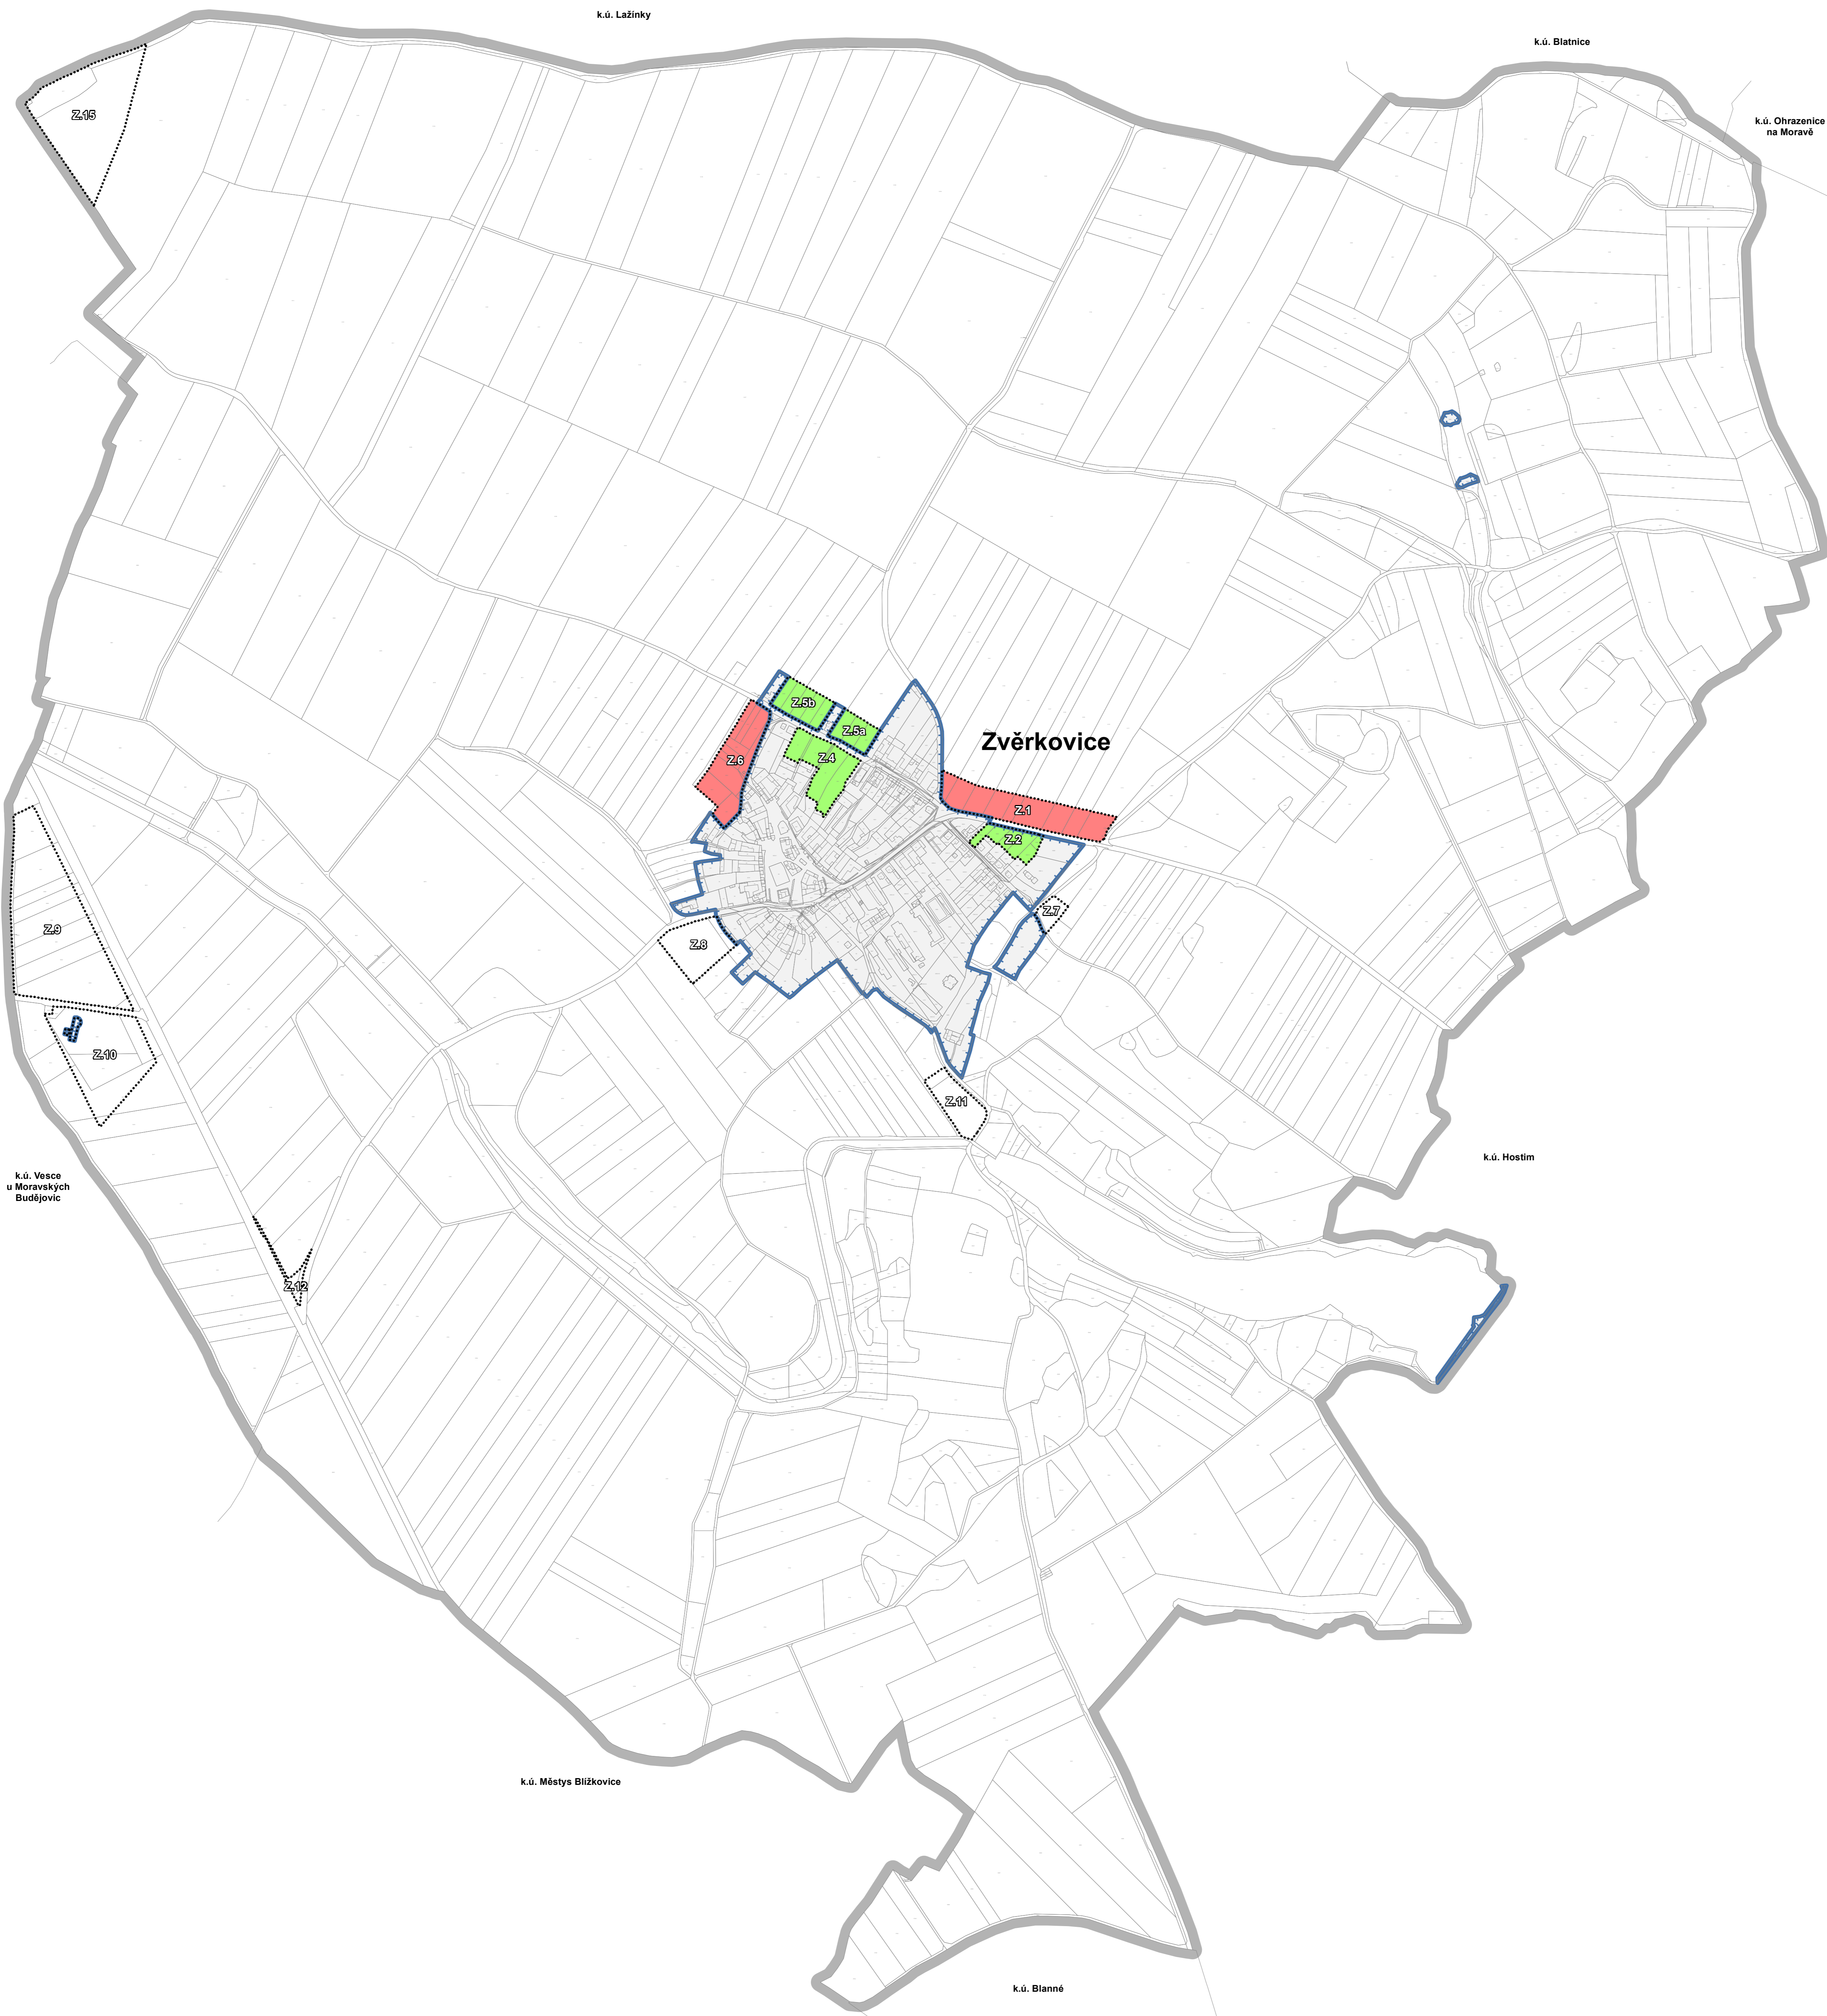 k.ú. Lažínky
k.ú. Blatnice
k.ú. Ohrazenice
na Moravě
Z.15
Z.5b
Z.5a
Zvěrkovice
Z.4
Z.6
Z.1
Z.2
Z.7
Z.9
Z.8
Z.10
Z.11
k.ú. Hostim
k.ú. Vesce
u Moravských
Budějovic
Z.12
k.ú. Městys Blížkovice
k.ú. Blanné